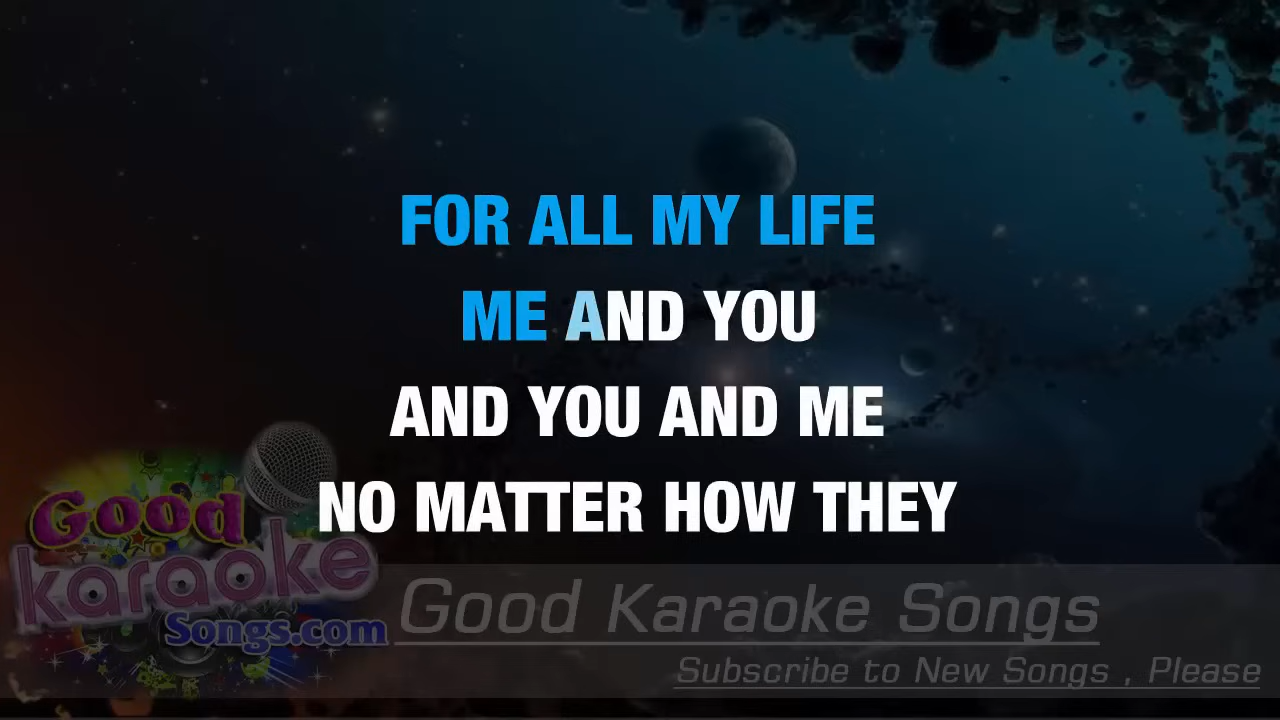 FOR ALL MY LIFE
ME AND YOU
AND YOU AND ME
NO MATTER HOW THEY
Good
karaoke
Songs.com
Good Karaoke Songs
Subscribe to New Songs , Please